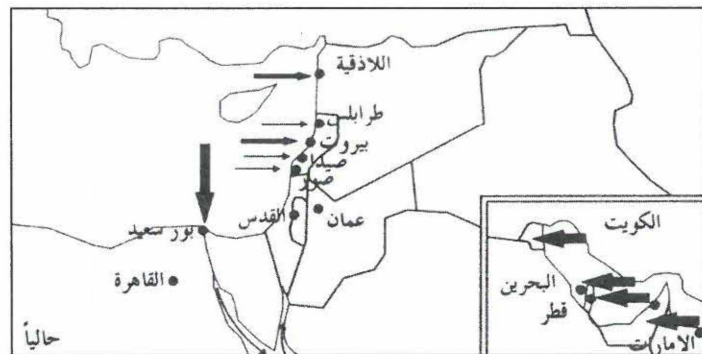 اللاذقية
طرابلس
بيروت
صيدا
صور
القدس
عمان
بور سعيد
القاهرة
حالياً
الكويت
البحرين
قطر
الامارات